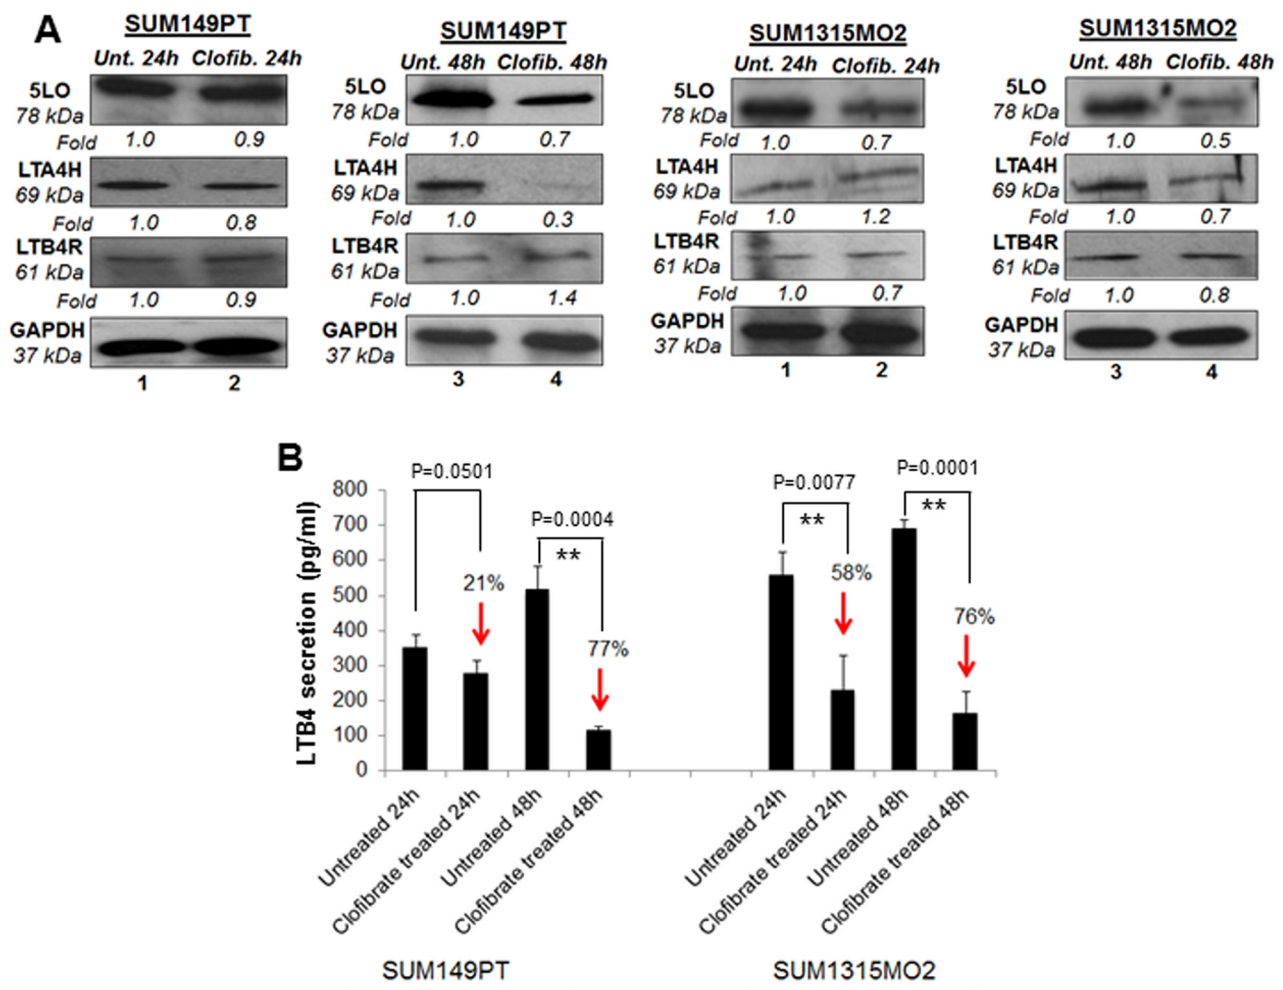 A
SUM149PT
Unt. 24h Clofib. 24h
5LO
78 kDa
Fold 1.0 0.9
LTA4H
69 kDa
Fold 1.0 0.8
LTB4R
61 kDa
Fold 1.0 0.9
GAPDH
37 kDa
1 2
SUM149PT
Unt. 48h Clofib. 48h
5LO
78 kDa
Fold 1.0 0.7
LTA4H
69 kDa
Fold 1.0 0.3
LTB4R
61 kDa
Fold 1.0 1.4
GAPDH
37 kDa
3 4
SUM1315MO2
Unt. 24h Clofib. 24h
5LO
78 kDa
Fold 1.0 0.7
LTA4H
69 kDa
Fold 1.0 1.2
LTB4R
61 kDa
Fold 1.0 0.7
GAPDH
37 kDa
1 2
SUM1315MO2
Unt. 48h Clofib. 48h
5LO
78 kDa
Fold 1.0 0.5
LTA4H
69 kDa
Fold 1.0 0.7
LTB4R
61 kDa
Fold 1.0 0.8
GAPDH
37 kDa
3 4
B
LTB4 secretion (pg/ml)
800
700
600
500
400
300
200
100
0
P=0.0501
21%
P=0.0004
**
77%
P=0.0077
**
58%
P=0.0001
**
76%
Untreated 24h
Clofibrate treated 24h
Untreated 48h
Clofibrate treated 48h
Untreated 24h
Clofibrate treated 24h
Untreated 48h
Clofibrate treated 48h
SUM149PT
SUM1315MO2